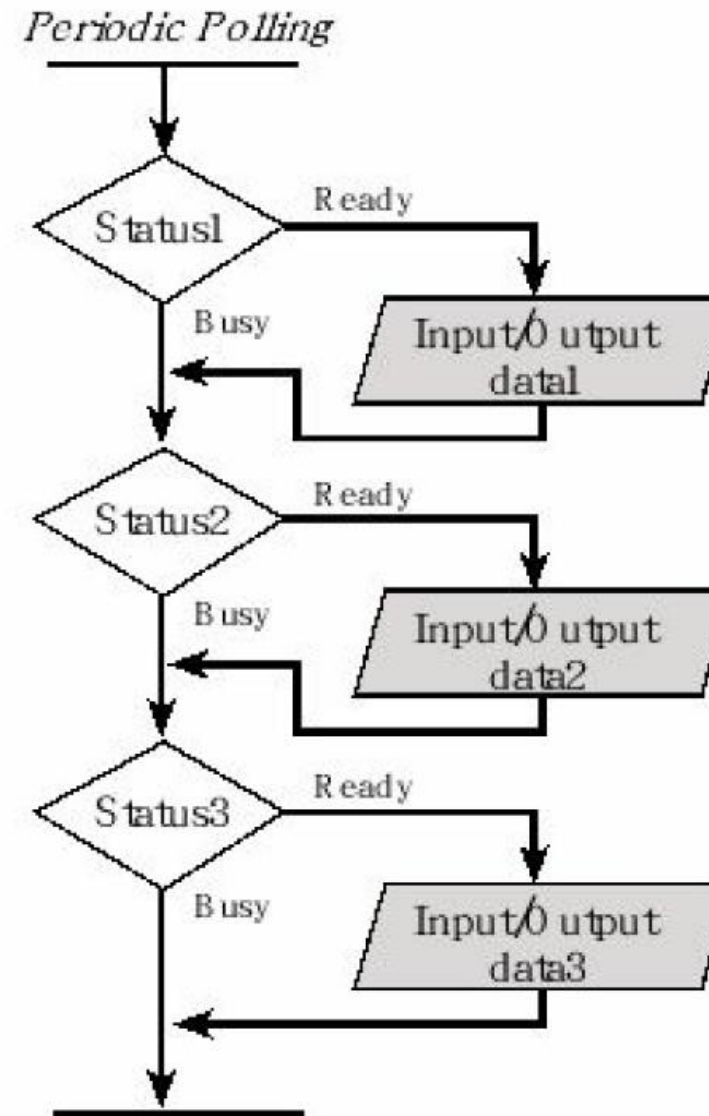 Periodic Polling
Status1
Ready
Busy
Input/Output
data1
Status2
Ready
Busy
Input/Output
data2
Status3
Ready
Busy
Input/Output
data3